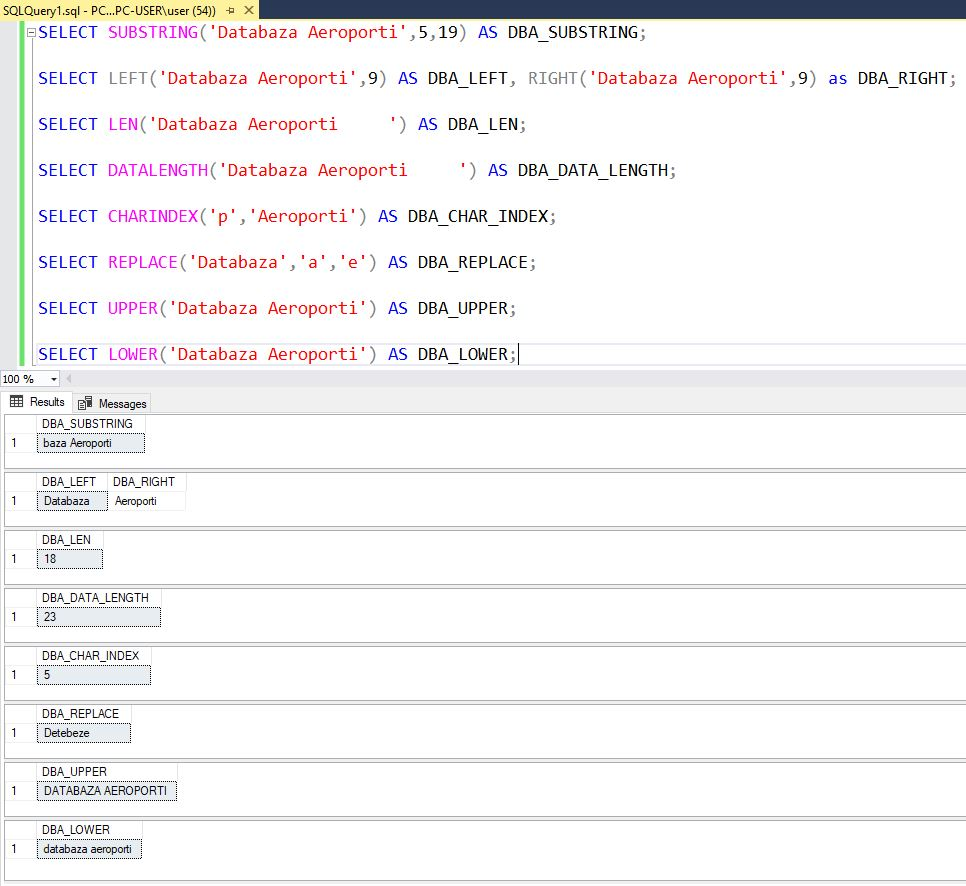 SQLQuery1.sql - PC...PC-USER\user (54))
SELECT SUBSTRING('Databaza Aeroporti',5,19) AS DBA_SUBSTRING;
SELECT LEFT('Databaza Aeroporti',9) AS DBA_LEFT, RIGHT('Databaza Aeroporti',9) as DBA_RIGHT;
SELECT LEN('Databaza Aeroporti     ') AS DBA_LEN;
SELECT DATALENGTH('Databaza Aeroporti     ') AS DBA_DATA_LENGTH;
SELECT CHARINDEX('p','Aeroporti') AS DBA_CHAR_INDEX;
SELECT REPLACE('Databaza','a','e') AS DBA_REPLACE;
SELECT UPPER('Databaza Aeroporti') AS DBA_UPPER;
SELECT LOWER('Databaza Aeroporti') AS DBA_LOWER;
100 %
Results Messages
DBA_SUBSTRING
1 baza Aeroporti
DBA_LEFT DBA_RIGHT
1 Databaza Aeroporti
DBA_LEN
1 18
DBA_DATA_LENGTH
1 23
DBA_CHAR_INDEX
1 5
DBA_REPLACE
1 Detebeze
DBA_UPPER
1 DATABAZA AEROPORTI
DBA_LOWER
1 databaza aeroporti